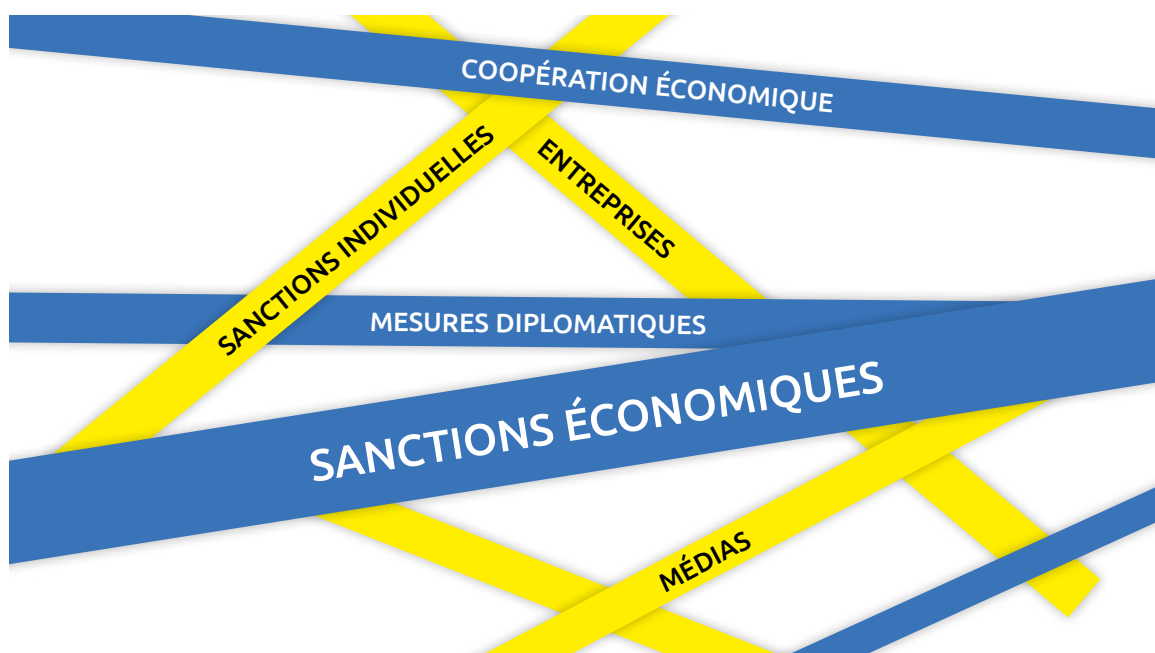 COOPÉRATION ÉCONOMIQUE
SANCTIONS INDIVIDUELLES
ENTREPRISES
MESURES DIPLOMATIQUES
SANCTIONS ÉCONOMIQUES
MÉDIAS